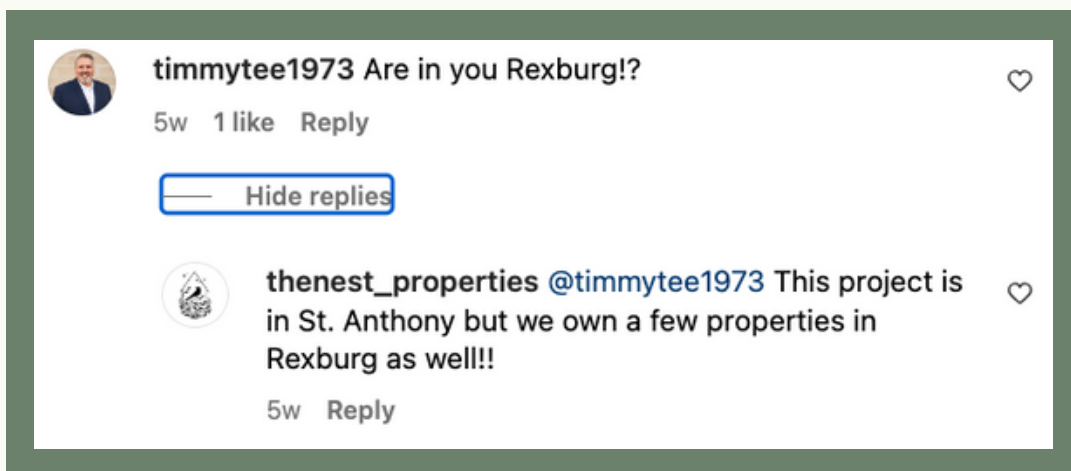 timmytee1973 Are in you Rexburg!?
5w 1 like Reply
Hide replies
thenest_properties @timmytee1973 This project is
in St. Anthony but we own a few properties in
Rexburg as well!!
5w Reply